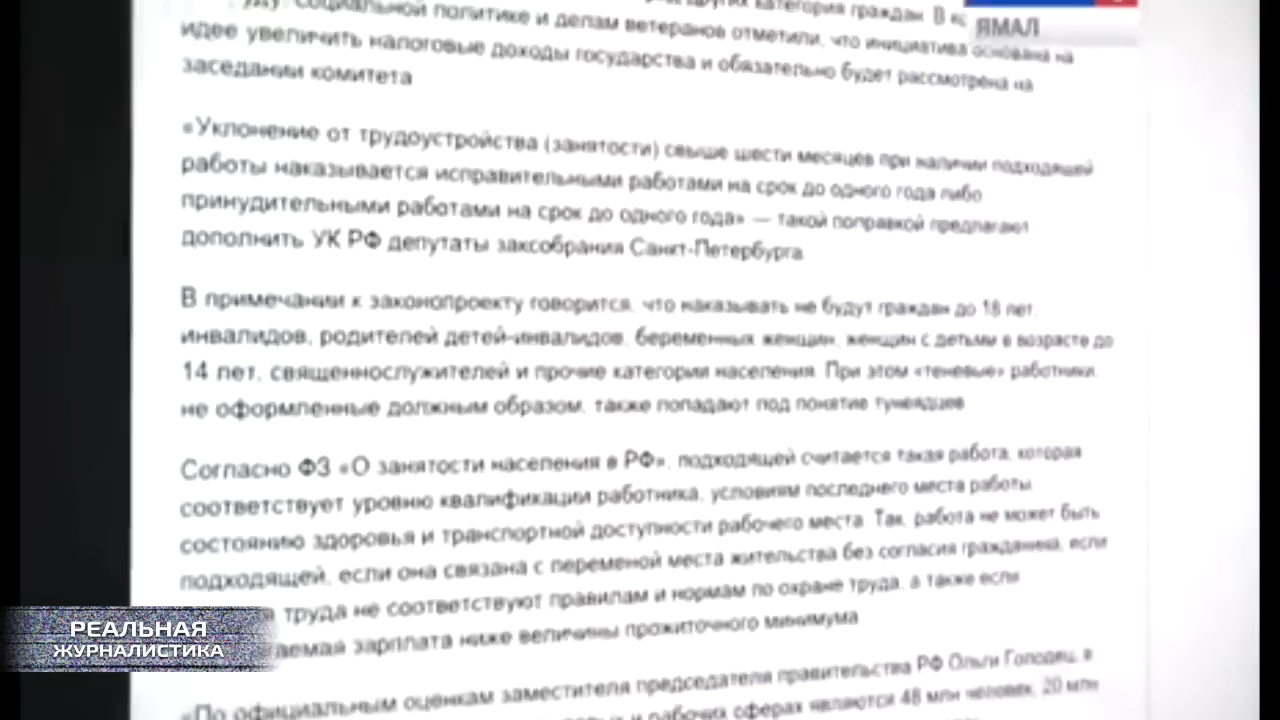 ЯМАЛ
социальной политике и делам ветеранов отметили, что инициатива основана на
идее увеличить налоговые доходы государства и обязательно будет рассмотрена на
заседании комитета
«Уклонение от трудоустройства (занятости) свыше шести месяцев при наличии подходящей
работы наказывается исправительными работами на срок до одного года либо
принудительными работами на срок до одного года» — такой поправкой предлагают
дополнить УК РФ депутаты заксобрания Санкт-Петербурга
В примечании к законопроекту говорится, что наказывать не будут граждан до 18 лет,
инвалидов, родителей детей-инвалидов, беременных женщин, женщин с детьми в возрасте до
14 лет, священнослужителей и прочие категории населения. При этом «теневые» работники,
не оформленные должным образом, также попадают под понятие тунеядцев
Согласно ФЗ «О занятости населения в РФ», подходящей считается такая работа, которая
соответствует уровню квалификации работника, условиям последнего места работы,
состоянию здоровья и транспортной доступности рабочего места. Так, работа не может быть
подходящей, если она связана с переменой места жительства без согласия гражданина, если
труда не соответствуют правилам и нормам по охране труда, а также если
зарплата ниже величины прожиточного минимума
«По официальным оценкам заместителя председателя правительства РФ Ольги Голодец, в
и рабочих сферах являются 48 млн человек, 20 млн
РЕАЛЬНАЯ
ЖУРНАЛИСТИКА